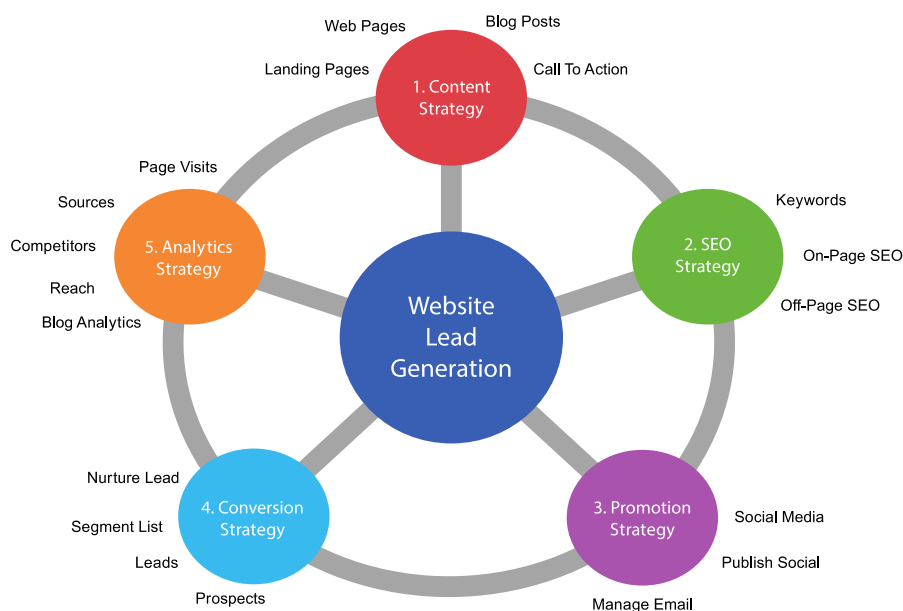 Web Pages
Blog Posts
Landing Pages
Call To Action
1. Content
Strategy
Page Visits
Sources
Competitors
Reach
Blog Analytics
5. Analytics
Strategy
Keywords
On-Page SEO
Off-Page SEO
2. SEO
Strategy
Website
Lead
Generation
Nurture Lead
Segment List
Leads
Prospects
4. Conversion
Strategy
3. Promotion
Strategy
Social Media
Publish Social
Manage Email